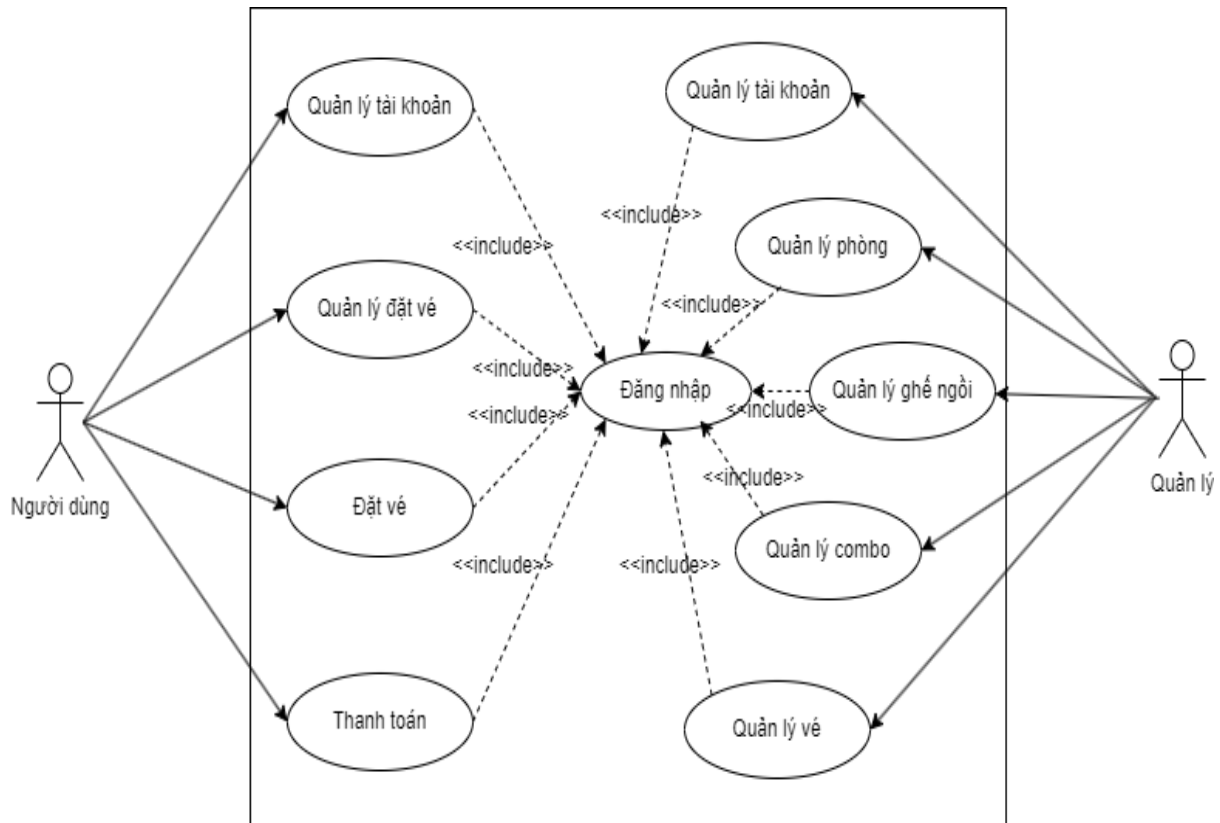 Quản lý tài khoản
Quản lý tài khoản
<<include>>
<<include>>
Quản lý phòng
Quản lý đặt vé
<<include>>
<<include>>
Đăng nhập
Quản lý ghế ngồi
<<include>>
<<include>>
Người dùng
Quản lý
Đặt vé
<<include>>
Quản lý combo
<<include>>
<<include>>
Thanh toán
Quản lý vé